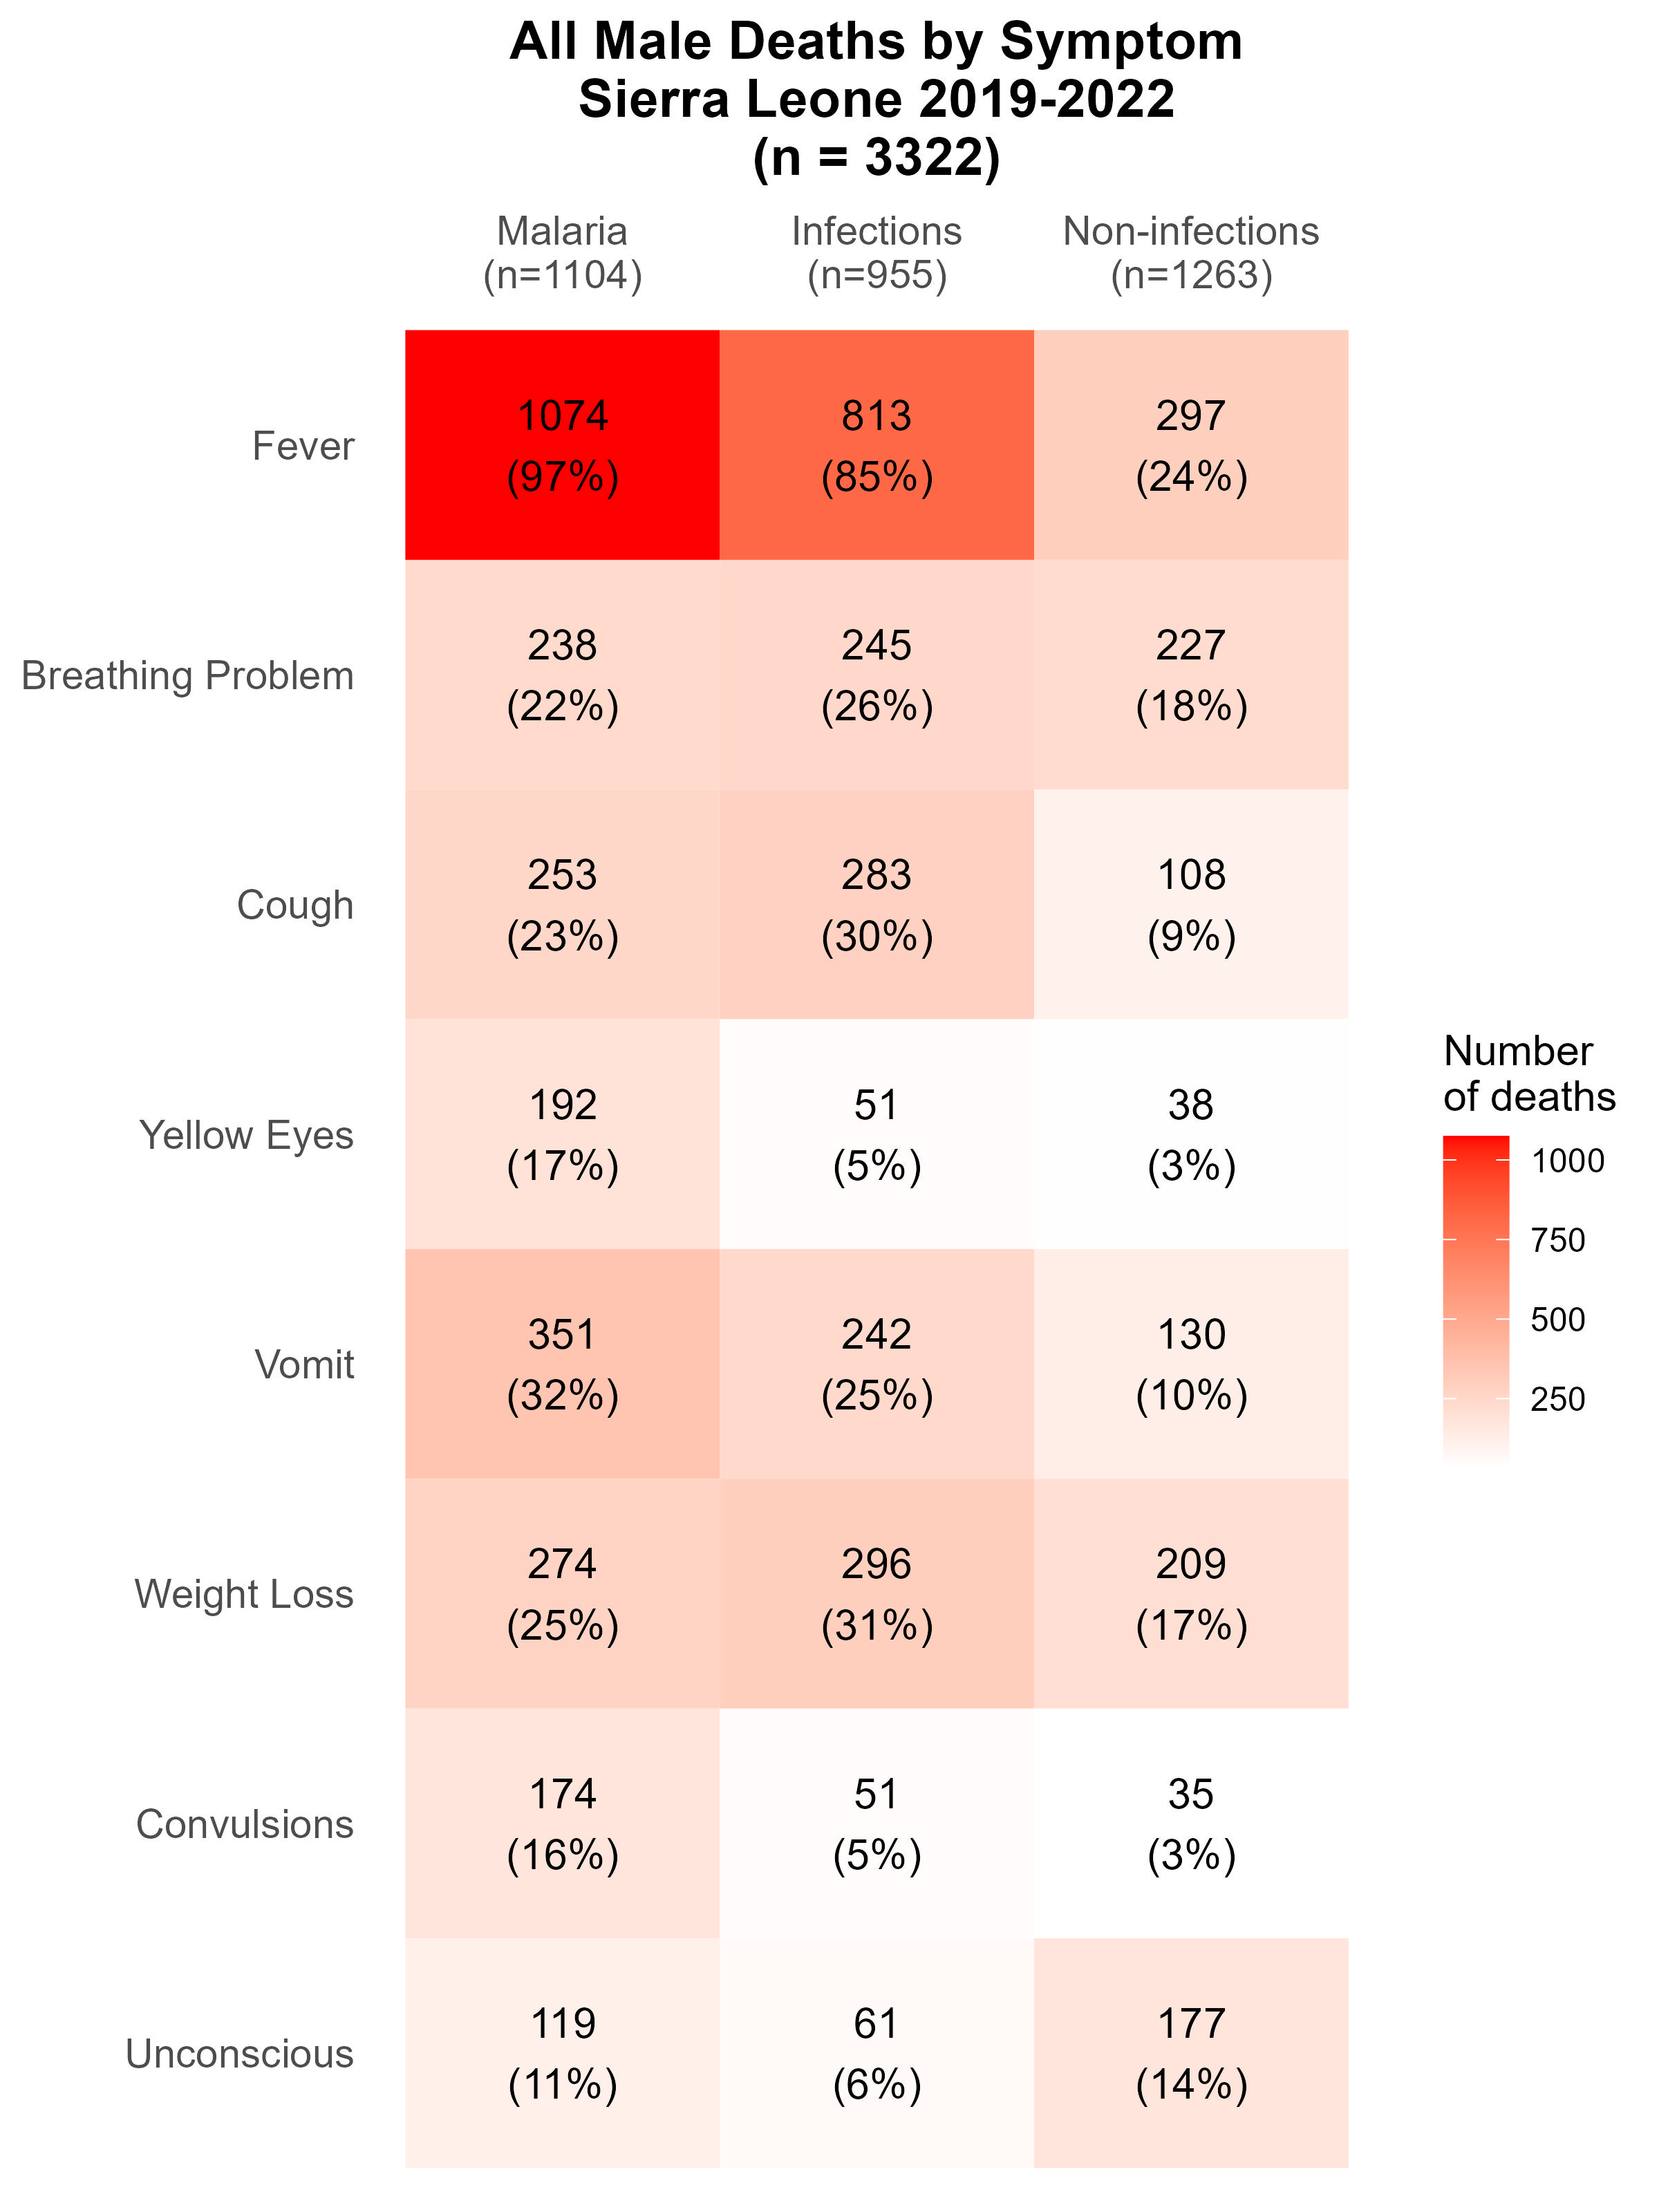 All Male Deaths by Symptom
Sierra Leone 2019-2022
(n = 3322)
Malaria Infections Non-infections
(n=1104) (n=955) (n=1263)
Fever
1074 813 297
(97%) (85%) (24%)
Breathing Problem
238 245 227
(22%) (26%) (18%)
Cough
253 283 108
(23%) (30%) (9%)
Yellow Eyes
192 51 38
(17%) (5%) (3%)
Vomit
351 242 130
(32%) (25%) (10%)
Weight Loss
274 296 209
(25%) (31%) (17%)
Convulsions
174 51 35
(16%) (5%) (3%)
Unconscious
119 61 177
(11%) (6%) (14%)
Number
of deaths
1000
750
500
250